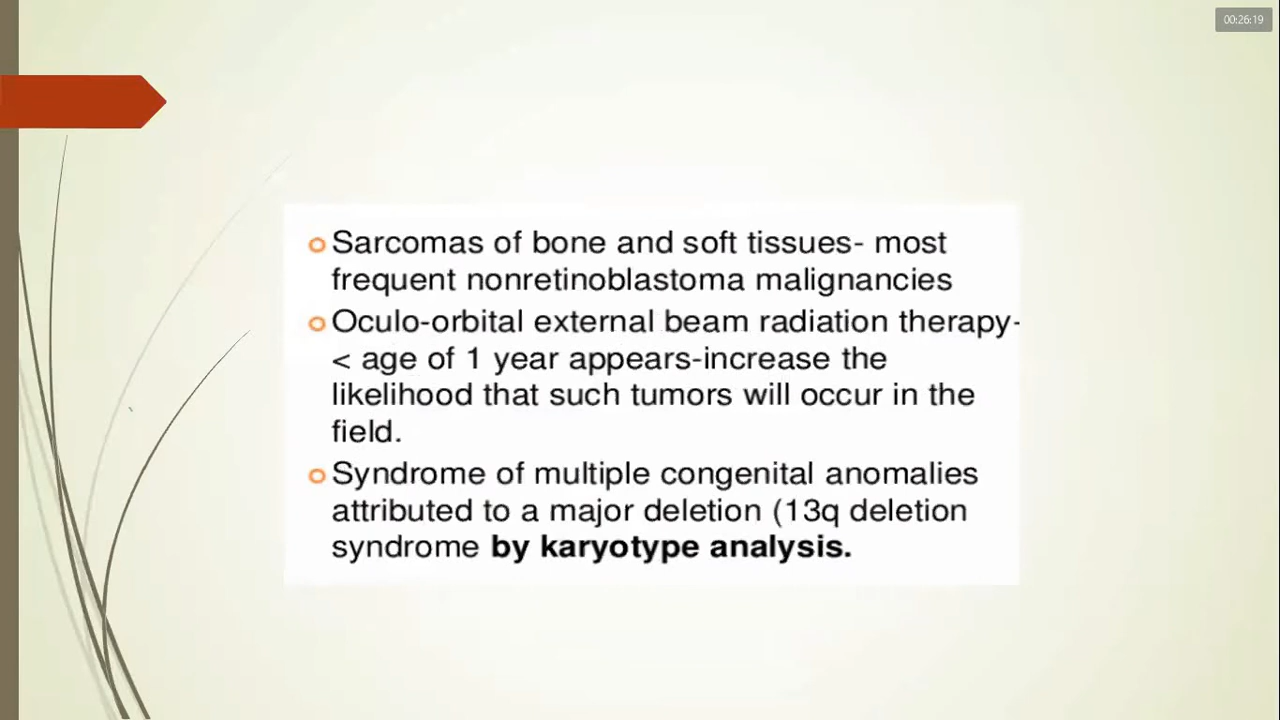 00:26:19
Sarcomas of bone and soft tissues- most
frequent nonretinoblastoma malignancies
Oculo-orbital external beam radiation therapy-
< age of 1 year appears-increase the
likelihood that such tumors will occur in the
field.
Syndrome of multiple congenital anomalies
attributed to a major deletion (13q deletion
syndrome by karyotype analysis.